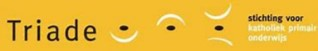 Triade
stichting voor
katholiek primair
onderwijs